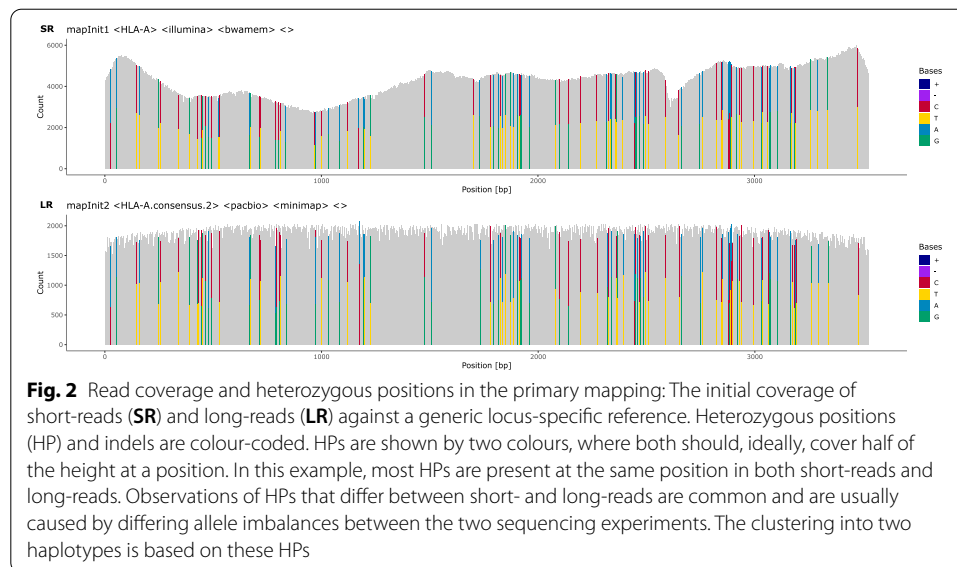 SR mapInit1 <HLA-A> <illumina> <bwamem> <>
6000
4000
2000
0
Count
0 1000 2000 3000
Position [bp]
Bases
+
-
C
T
A
G
LR mapInit2 <HLA-A.consensus.2> <pacbio> <minimap> <>
2000
1500
1000
500
0
Count
0 1000 2000 3000
Position [bp]
Bases
+
-
C
T
A
G
Fig. 2 Read coverage and heterozygous positions in the primary mapping: The initial coverage of
short-reads (SR) and long-reads (LR) against a generic locus-specific reference. Heterozygous positions
(HP) and indels are colour-coded. HPs are shown by two colours, where both should, ideally, cover half of
the height at a position. In this example, most HPs are present at the same position in both short-reads and
long-reads. Observations of HPs that differ between short- and long-reads are common and are usually
caused by differing allele imbalances between the two sequencing experiments. The clustering into two
haplotypes is based on these HPs